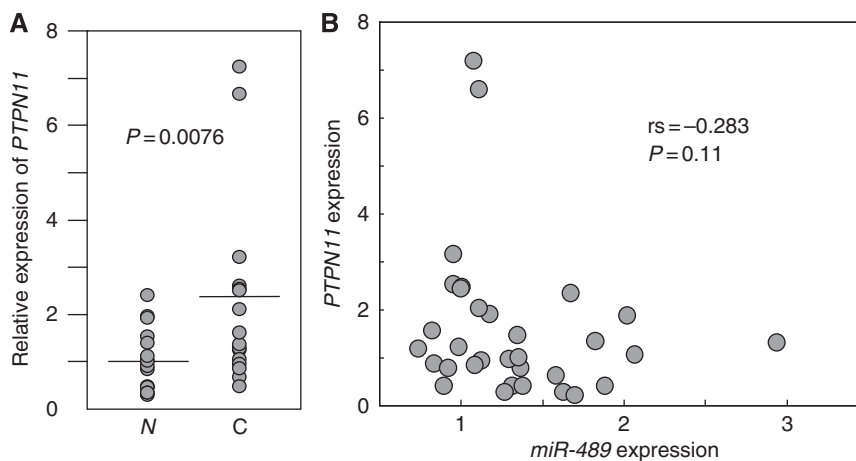 A
Relative expression of PTPN11
8
6
4
2
0
P = 0.0076
N
C
B
PTPN11 expression
8
6
4
2
0
rs = −0.283
P = 0.11
1
2
3
miR-489 expression